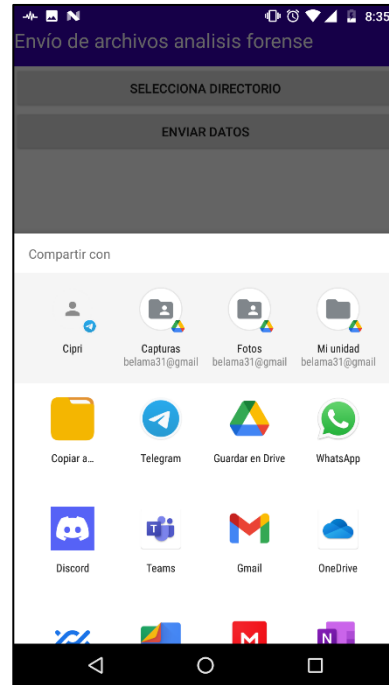 8:35
Envío de archivos analisis forense
SELECCIONA DIRECTORIO
ENVIAR DATOS
Compartir con
Cipri
Capturas
belama31@gmail
Fotos
belama31@gmail
Mi unidad
belama31@gmail
Copiar a...
Telegram
Guardar en Drive
WhatsApp
Discord
Teams
Gmail
OneDrive